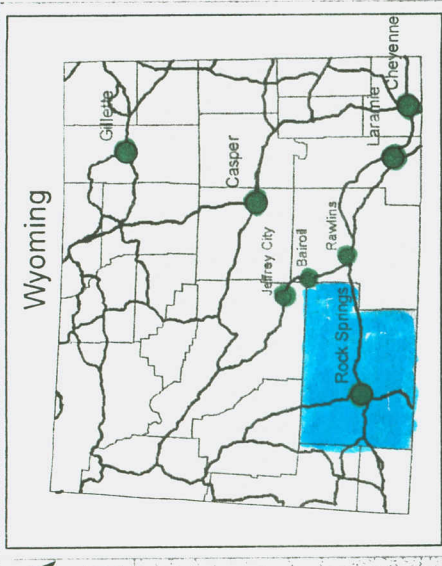 Wyoming
Gillette
Casper
Jeffrey City
Bairoil
Rawlins
Laramie
Cheyenne
Rock Springs